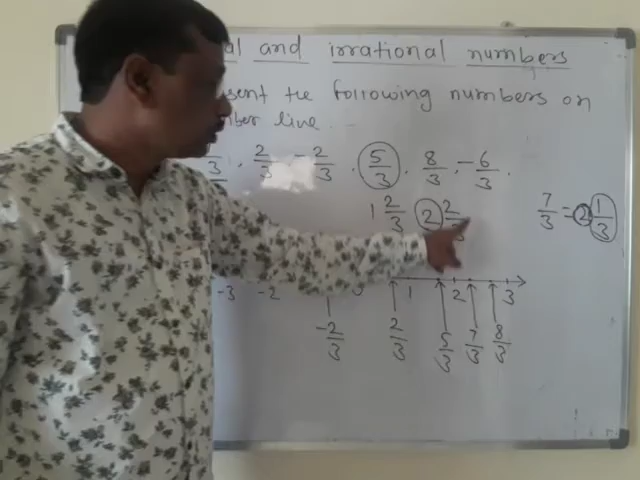 al and irrational numbers
sent the following numbers on
ber line
/3 . 2/3 . -2/3 . 5/3 . 8/3 . -6/3 .
1 2/3 2 2/3 7/3 = 2 1/3
-3 -2 1 2 3
-2/3 2/3 5/3 7/3 8/3